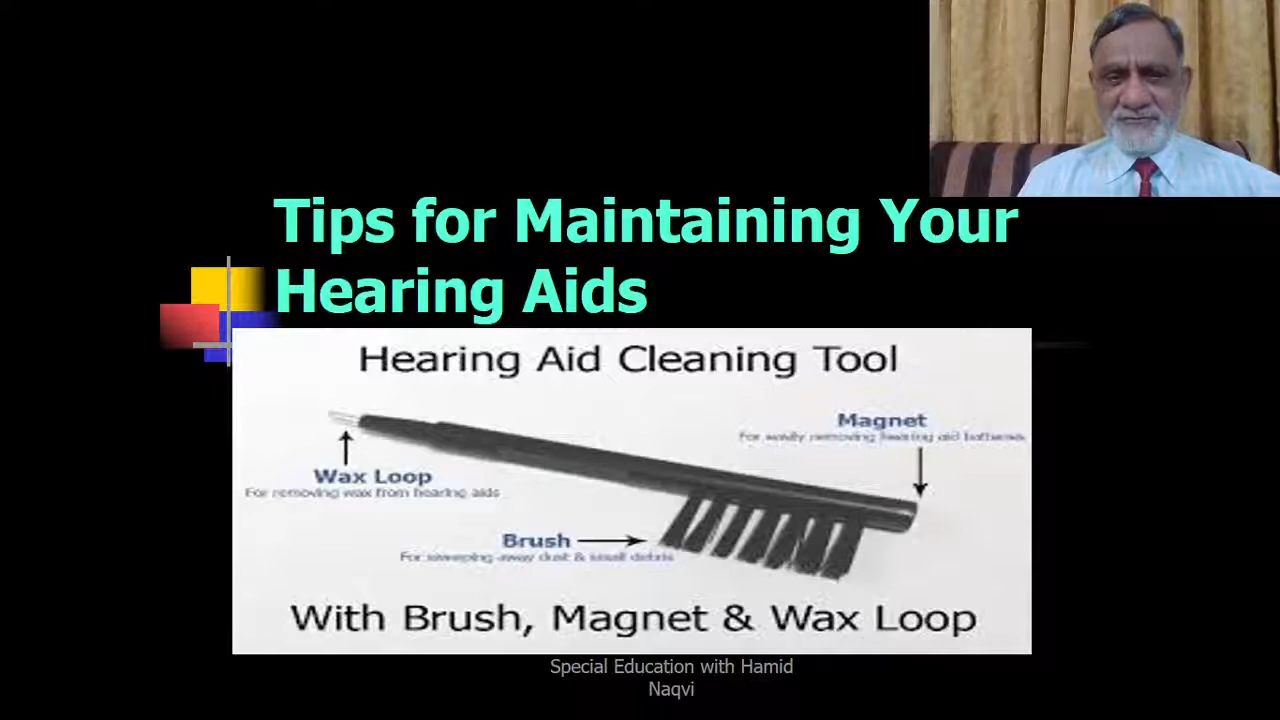 Tips for Maintaining Your
Hearing Aids
Hearing Aid Cleaning Tool
Magnet
For easily removing hearing aid batteries
Wax Loop
For removing wax from hearing aids
Brush
For sweeping away dust & small debris
With Brush, Magnet & Wax Loop
Special Education with Hamid
Naqvi